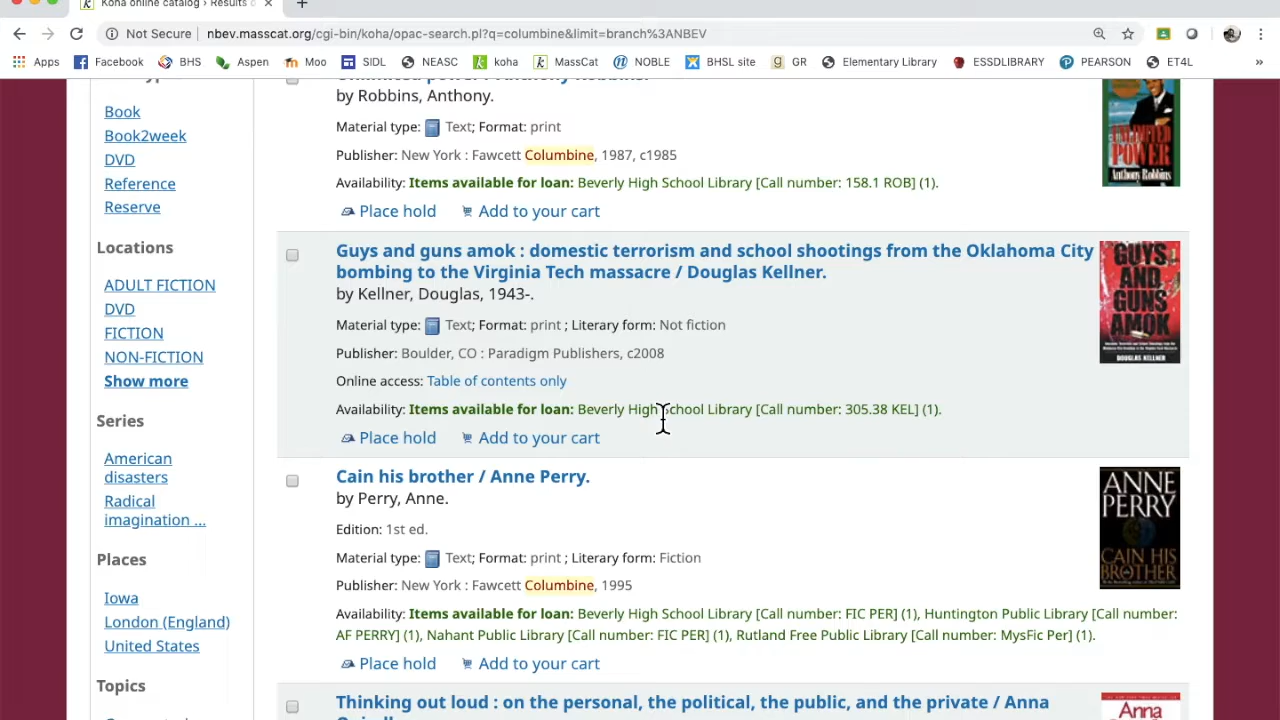 Koha online catalog › Results o
Not Secure | nbev.masscat.org/cgi-bin/koha/opac-search.pl?q=columbine&limit=branch%3ANBEV
Apps Facebook BHS Aspen Moo SIDL NEASC koha MassCat NOBLE BHSL site GR Elementary Library ESSDLIBRARY PEARSON ET4L »
Book
Book2week
DVD
Reference
Reserve
Locations
ADULT FICTION
DVD
FICTION
NON-FICTION
Show more
Series
American
disasters
Radical
imagination ...
Places
Iowa
London (England)
United States
Topics
by Robbins, Anthony.
Material type: Text; Format: print
Publisher: New York : Fawcett Columbine, 1987, c1985
Availability: Items available for loan: Beverly High School Library [Call number: 158.1 ROB] (1).
Place hold Add to your cart
UNLIMITED
POWER
Anthony Robbins
Guys and guns amok : domestic terrorism and school shootings from the Oklahoma City
bombing to the Virginia Tech massacre / Douglas Kellner.
by Kellner, Douglas, 1943-.
Material type: Text; Format: print ; Literary form: Not fiction
Publisher: Boulder, CO : Paradigm Publishers, c2008
Online access: Table of contents only
Availability: Items available for loan: Beverly High School Library [Call number: 305.38 KEL] (1).
Place hold Add to your cart
GUYS
AND
GUNS
AMOK
DOUGLAS KELLNER
Cain his brother / Anne Perry.
by Perry, Anne.
Edition: 1st ed.
Material type: Text; Format: print ; Literary form: Fiction
Publisher: New York : Fawcett Columbine, 1995
Availability: Items available for loan: Beverly High School Library [Call number: FIC PER] (1), Huntington Public Library [Call number:
AF PERRY] (1), Nahant Public Library [Call number: FIC PER] (1), Rutland Free Public Library [Call number: MysFic Per] (1).
Place hold Add to your cart
ANNE
PERRY
CAIN HIS
BROTHER
Thinking out loud : on the personal, the political, the public, and the private / Anna
Anna